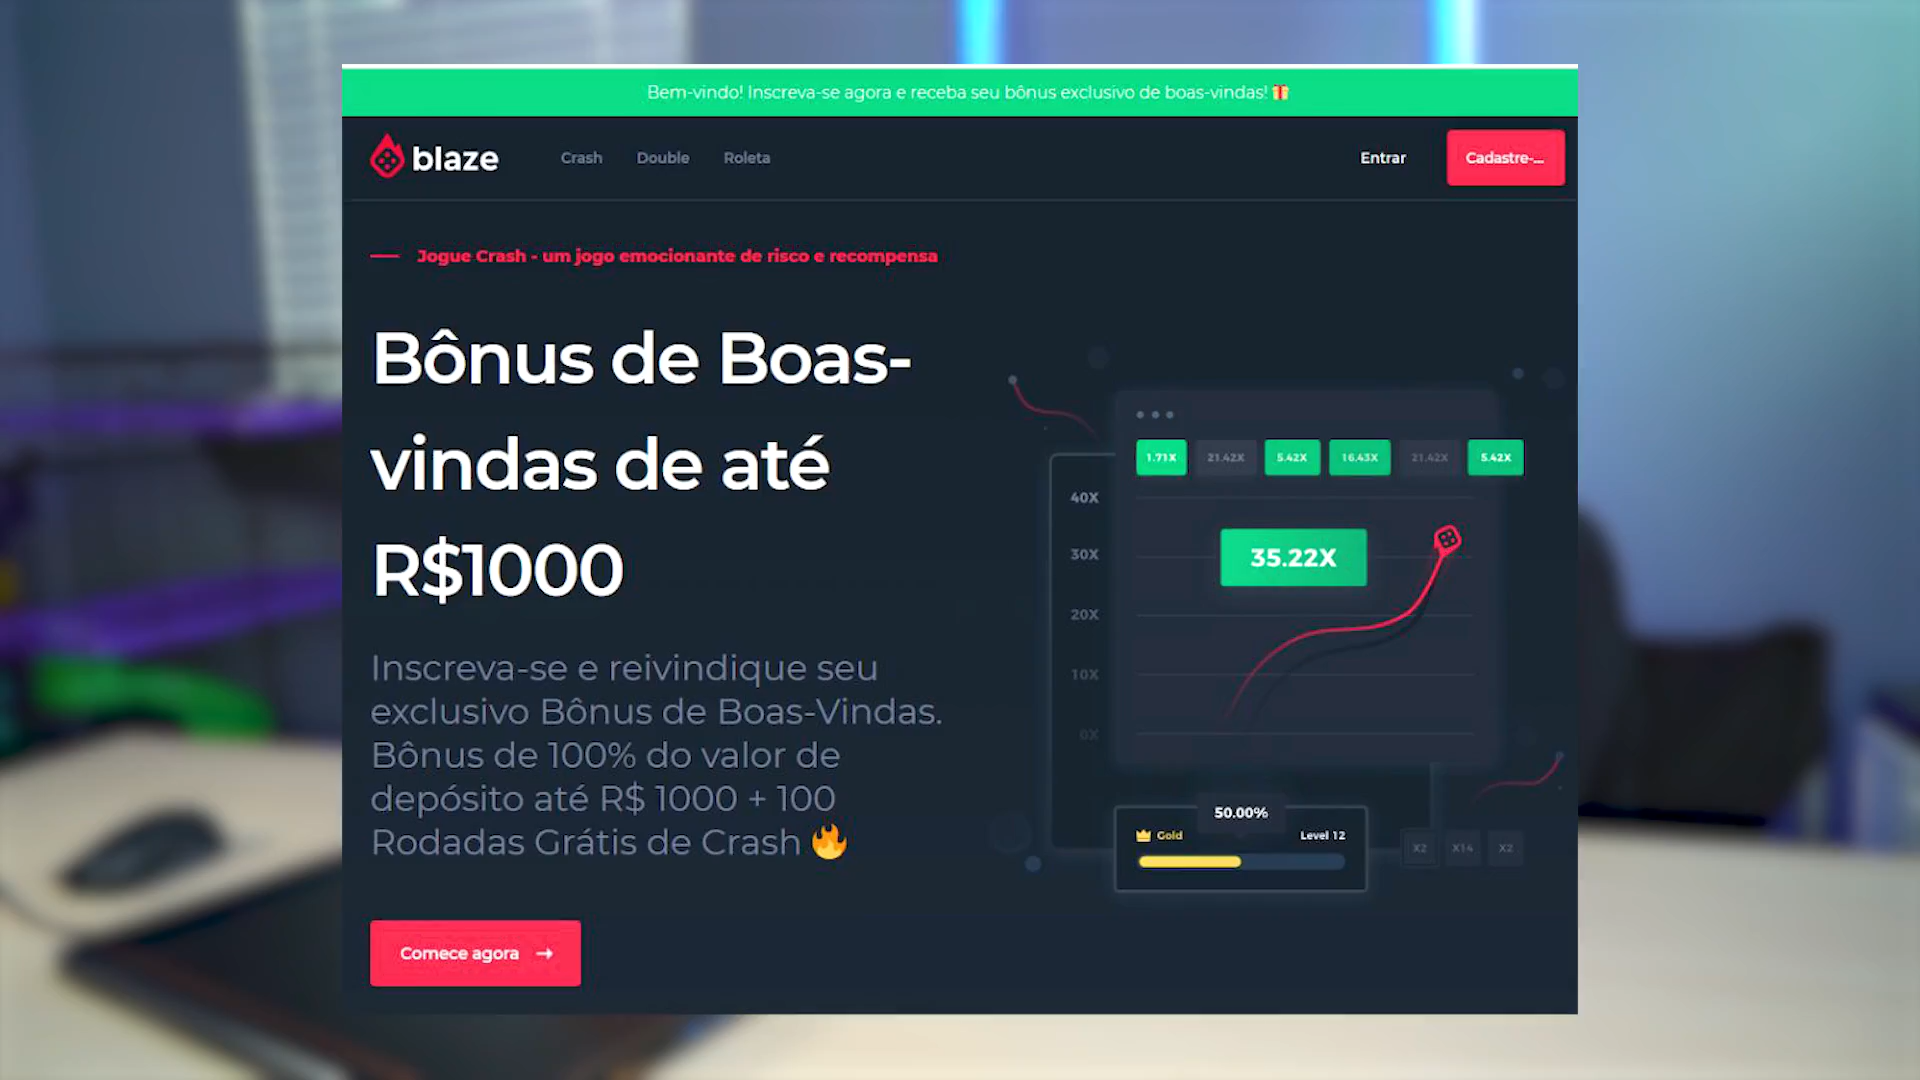 Bem-vindo! Inscreva-se agora e receba seu bônus exclusivo de boas-vindas! 🎁
blaze
Crash
Double
Roleta
Entrar
Cadastre-...
Jogue Crash - um jogo emocionante de risco e recompensa
Bônus de Boas-
vindas de até
R$1000
Inscreva-se e reivindique seu
exclusivo Bônus de Boas-Vindas.
Bônus de 100% do valor de
depósito até R$ 1000 + 100
Rodadas Grátis de Crash 🔥
Comece agora →
1.71X
21.42X
5.42X
16.43X
21.42X
5.42X
40X
30X
20X
10X
0X
35.22X
50.00%
Gold
Level 12
X2
X14
X2